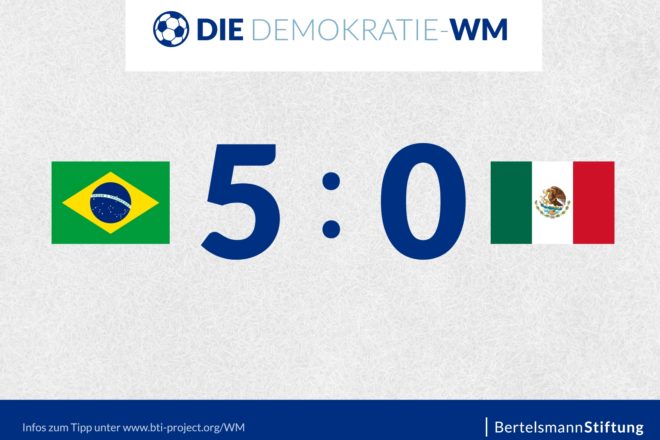 DIE DEMOKRATIE-WM
5 : 0
Infos zum Tipp unter www.bti-project.org/WM
BertelsmannStiftung